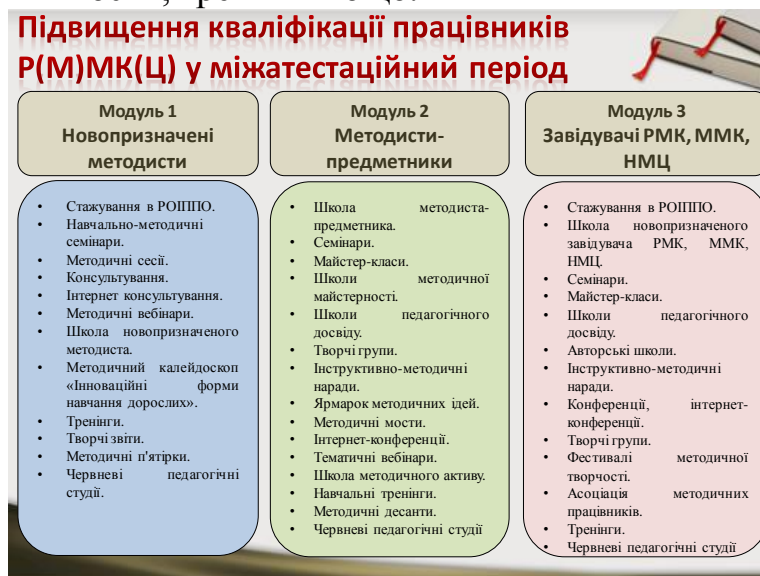 Підвищення кваліфікації працівників
Р(М)МК(Ц) у міжатестаційний період
Модуль 1
Новопризначені
методисти
• Стажування в РОІППО.
• Навчально-методичні
семінари.
• Методичні сесії.
• Консультування.
• Інтернет консультування.
• Методичні вебінари.
• Школа новопризначеного
методиста.
• Методичний калейдоскоп
«Інноваційні форми
навчання дорослих».
• Тренінги.
• Творчі звіти.
• Методичні п'ятірки.
• Червневі педагогічні
студії.
Модуль 2
Методисти-
предметники
• Школа методиста-
предметника.
• Семінари.
• Майстер-класи.
• Школи методичної
майстерності.
• Школи педагогічного
досвіду.
• Творчі групи.
• Інструктивно-методичні
наради.
• Ярмарок методичних ідей.
• Методичні мости.
• Інтернет-конференції.
• Тематичні вебінари.
• Школа методичного активу.
• Навчальні тренінги.
• Методичні десанти.
• Червневі педагогічні студії
Модуль 3
Завідувачі РМК, ММК,
НМЦ
• Стажування в РОІППО.
• Школа новопризначеного
завідувача РМК, ММК,
НМЦ.
• Семінари.
• Майстер-класи.
• Школи педагогічного
досвіду.
• Авторські школи.
• Інструктивно-методичні
наради.
• Конференції, інтернет-
конференції.
• Творчі групи.
• Фестивалі методичної
творчості.
• Асоціація методичних
працівників.
• Тренінги.
• Червневі педагогічні студії